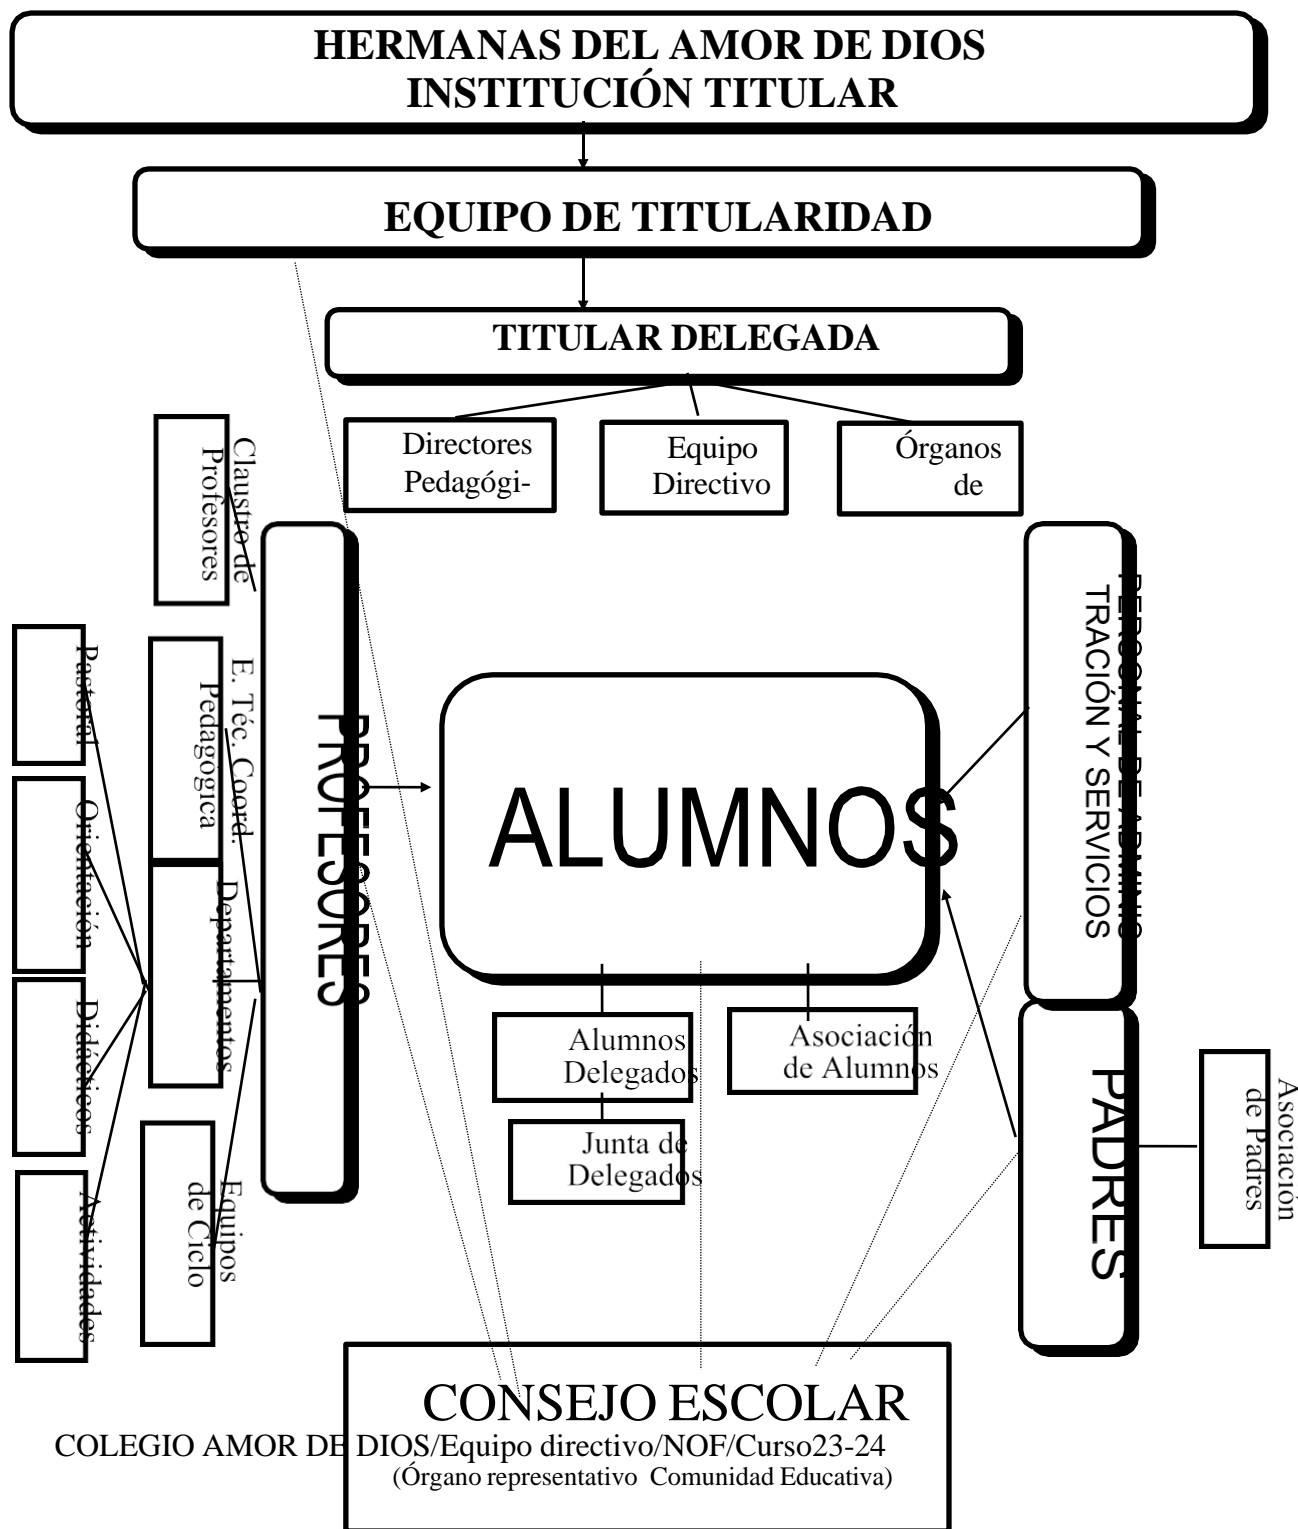 HERMANAS DEL AMOR DE DIOS
INSTITUCIÓN TITULAR
EQUIPO DE TITULARIDAD
TITULAR DELEGADA
Directores
Pedagógi-
Equipo
Directivo
Órganos
de
Claustro de
Profesores
E. Téc. Coord.
Pedagógica
Departamentos
Equipos
de Ciclo
Pastoral
Orientación
Didácticos
Actividades
PROFESORES
ALUMNOS
Alumnos
Delegados
Junta de
Delegados
Asociación
de Alumnos
PERSONAL DE ADMINIS
TRACIÓN Y SERVICIOS
PADRES
Asociación
de Padres
CONSEJO ESCOLAR
COLEGIO AMOR DE DIOS/Equipo directivo/NOF/Curso23-24
(Órgano representativo Comunidad Educativa)